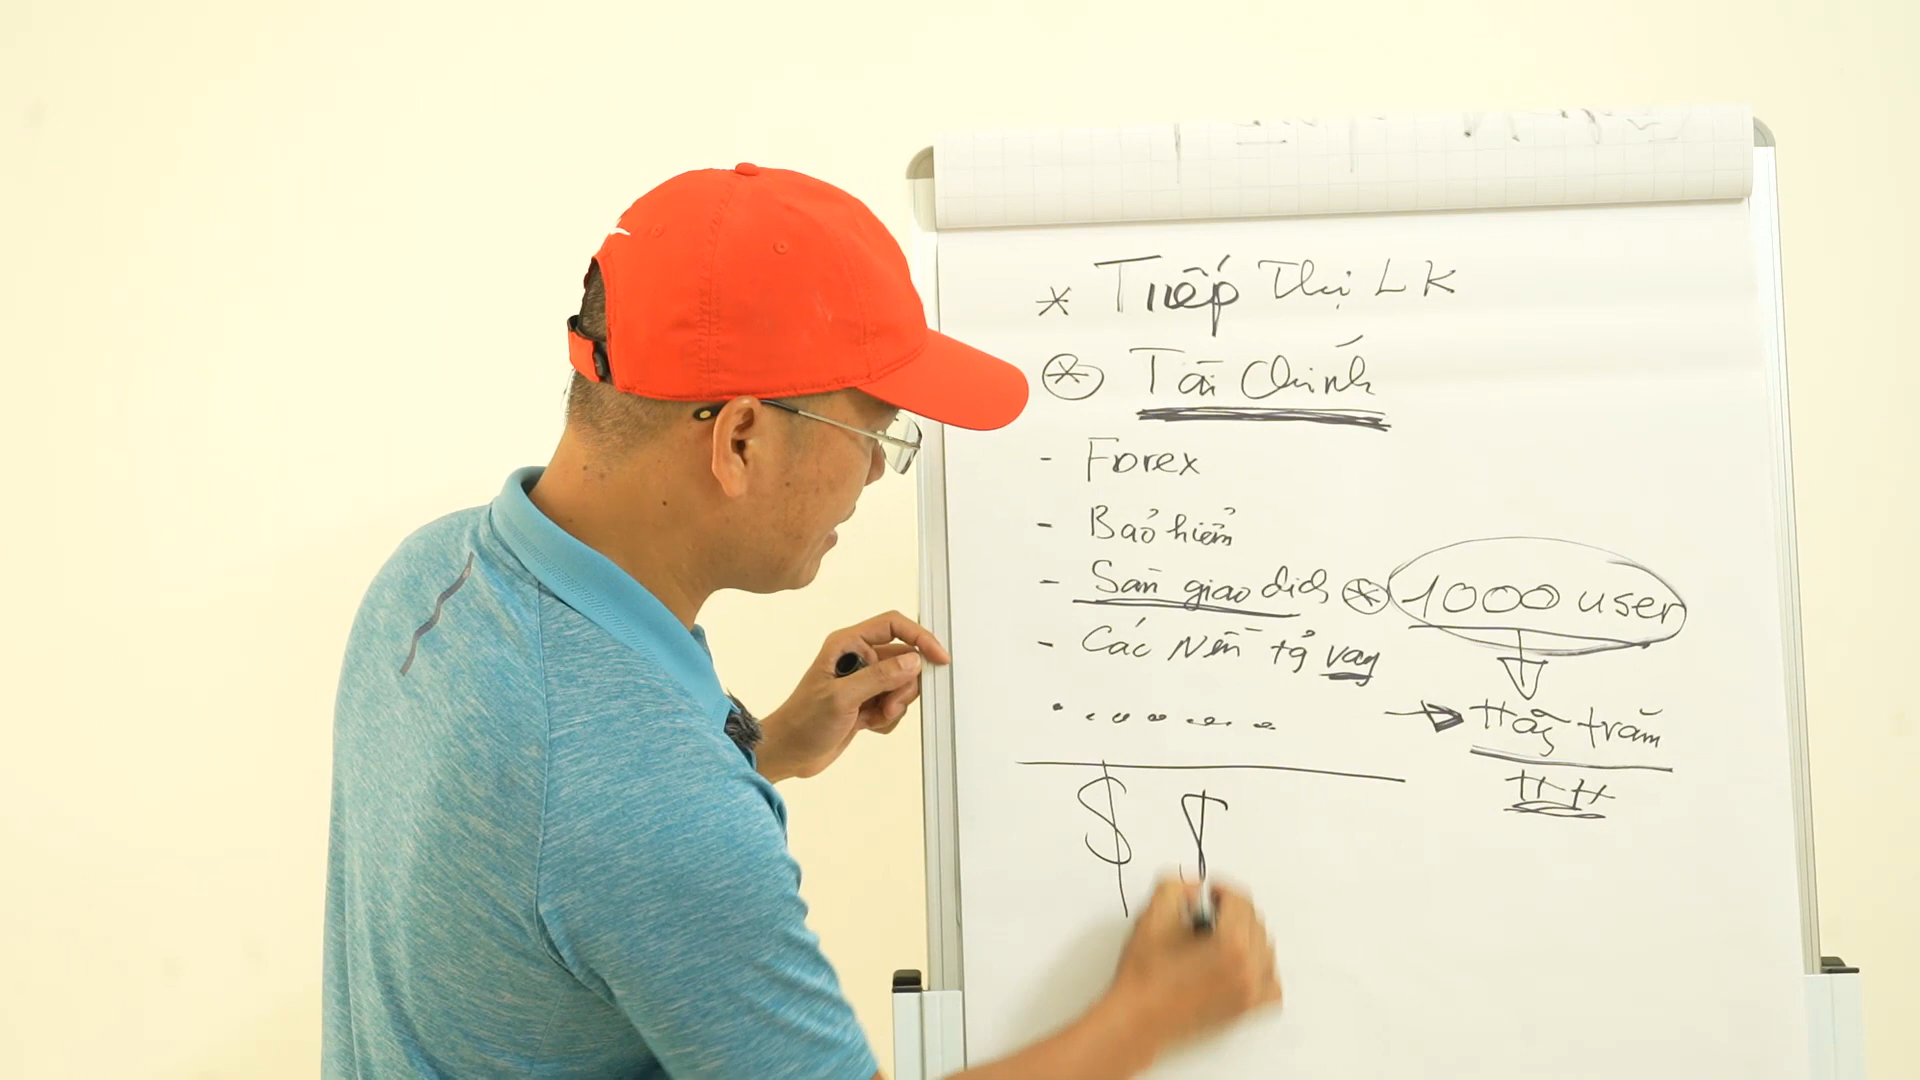 * Tiếp Thị LK
* Tài chính
- Forex
- Bảo hiểm
- Sàn giao dịch * 1000 user
- Các Nền tảng vay
→ Hàng trăm
HH
$ $